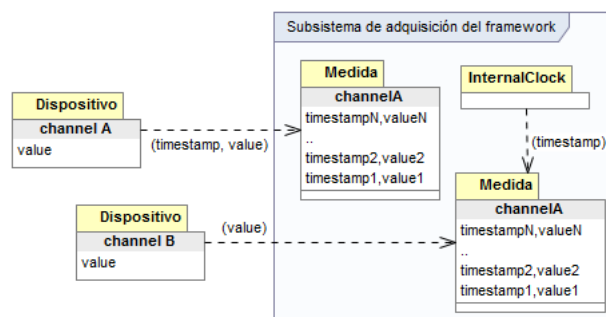 Subsistema de adquisición del framework
Medida
channelA
timestampN,valueN
..
timestamp2,value2
timestamp1,value1
InternalClock
Dispositivo
channel A
value
(timestamp, value)
(timestamp)
Medida
channelA
timestampN,valueN
..
timestamp2,value2
timestamp1,value1
Dispositivo
channel B
value
(value)